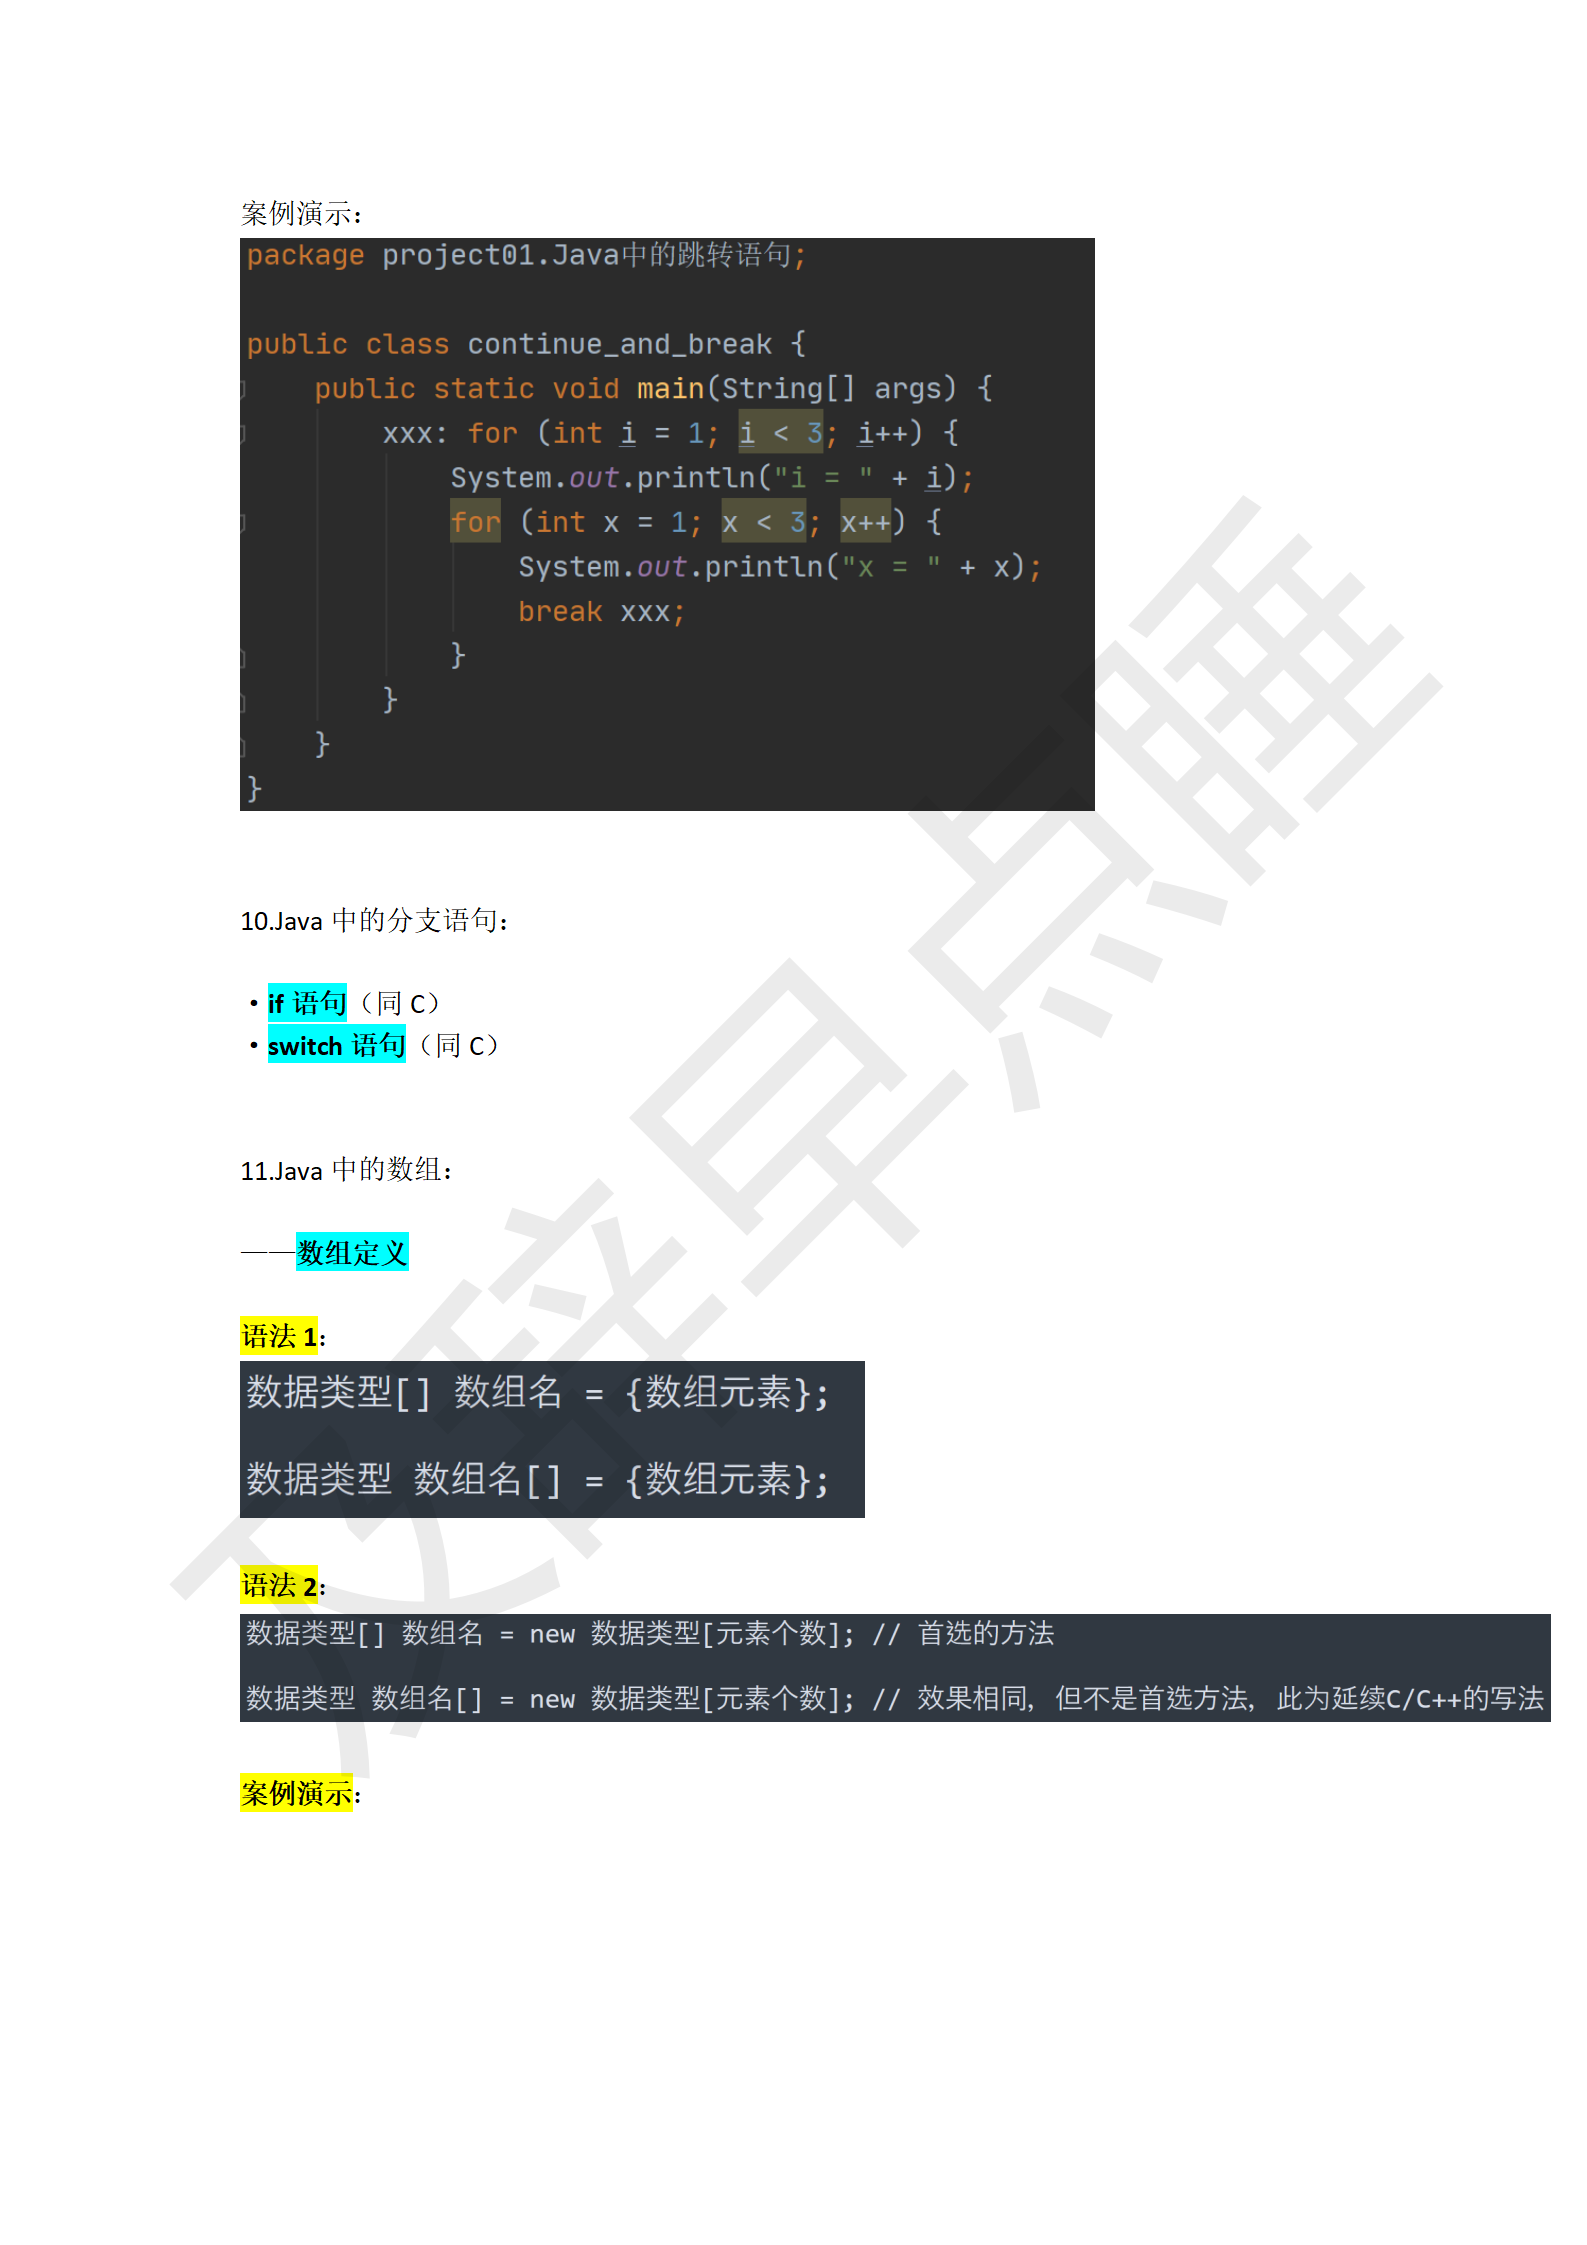 案例演示：
package project01.Java中的跳转语句;
public class continue_and_break {
public static void main(String[] args) {
xxx: for (int i = 1; i < 3; i++) {
System.out.println("i = " + i);
for (int x = 1; x < 3; x++) {
System.out.println("x = " + x);
break xxx;
}
}
}
}
10.Java 中的分支语句：
·if 语句（同 C）
·switch 语句（同 C）
11.Java 中的数组：
——数组定义
语法 1：
数据类型[] 数组名 = {数组元素};
数据类型 数组名[] = {数组元素};
语法 2：
数据类型[] 数组名 = new 数据类型[元素个数]; // 首选的方法
数据类型 数组名[] = new 数据类型[元素个数]; // 效果相同，但不是首选方法，此为延续C/C++的写法
案例演示：